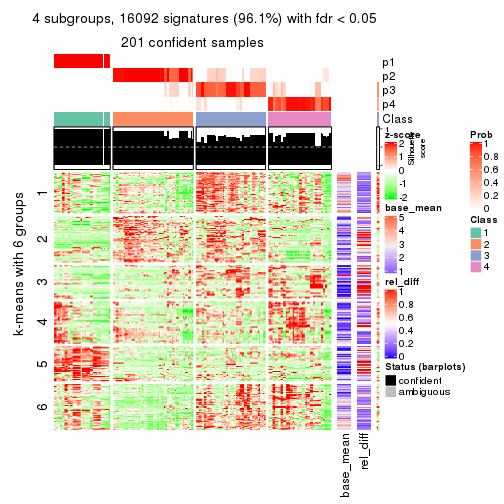 4 subgroups, 16092 signatures (96.1%) with fdr < 0.05
201 confident samples
p1
p2
p3
p4
Class
1
0
Silhouette
score
k-means with 6 groups
1
2
3
4
5
6
base_mean
rel_diff
z-score
2
1
0
-1
-2
base_mean
5
4
3
2
1
rel_diff
1
0.8
0.6
0.4
0.2
0
Status (barplots)
confident
ambiguous
Prob
1
0.8
0.6
0.4
0.2
0
Class
1
2
3
4